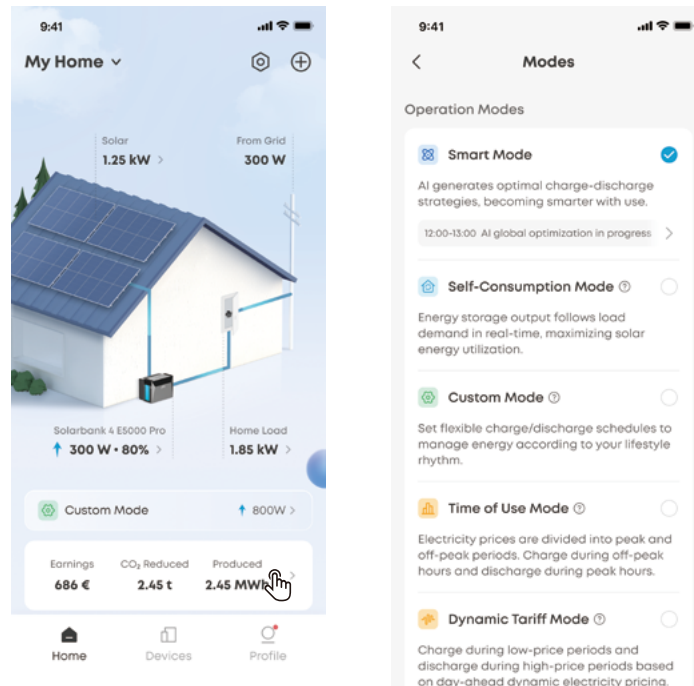 9:41
My Home
Solar
1.25 kW >
From Grid
300 W
Solarbank 4 E5000 Pro
300 W • 80% >
Home Load
1.85 kW >
Custom Mode
800W >
Earnings
686 €
CO₂ Reduced
2.45 t
Produced
2.45 MWh
Home
Devices
Profile
9:41
Modes
Operation Modes
Smart Mode
AI generates optimal charge-discharge
strategies, becoming smarter with use.
12:00-13:00 AI global optimization in progress
Self-Consumption Mode
Energy storage output follows load
demand in real-time, maximizing solar
energy utilization.
Custom Mode
Set flexible charge/discharge schedules to
manage energy according to your lifestyle
rhythm.
Time of Use Mode
Electricity prices are divided into peak and
off-peak periods. Charge during off-peak
hours and discharge during peak hours.
Dynamic Tariff Mode
Charge during low-price periods and
discharge during high-price periods based
on day-ahead dynamic electricity pricing.